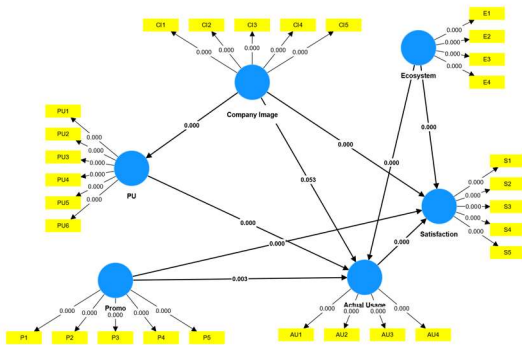 E1
CI1 CI2 CI3 CI4 CI5
E2
0.000 0.000 0.000 0.000 0.000
0.000
0.000
0.000
0.000
E3
E4
Ecosystem
Company Image
PU1
0.000
PU2
0.000
PU3
0.000
PU4
0.000
PU5
0.000
PU6
0.000
PU
0.000
0.000
0.000
0.000
0.053
S1
0.000
S2
0.000
S3
0.000
S4
0.000
S5
0.000
Satisfaction
0.000
0.000
0.000
0.003
Promo
Actual Usage
0.000 0.000 0.000 0.000 0.000
0.000 0.000 0.000 0.000
P1 P2 P3 P4 P5
AU1 AU2 AU3 AU4